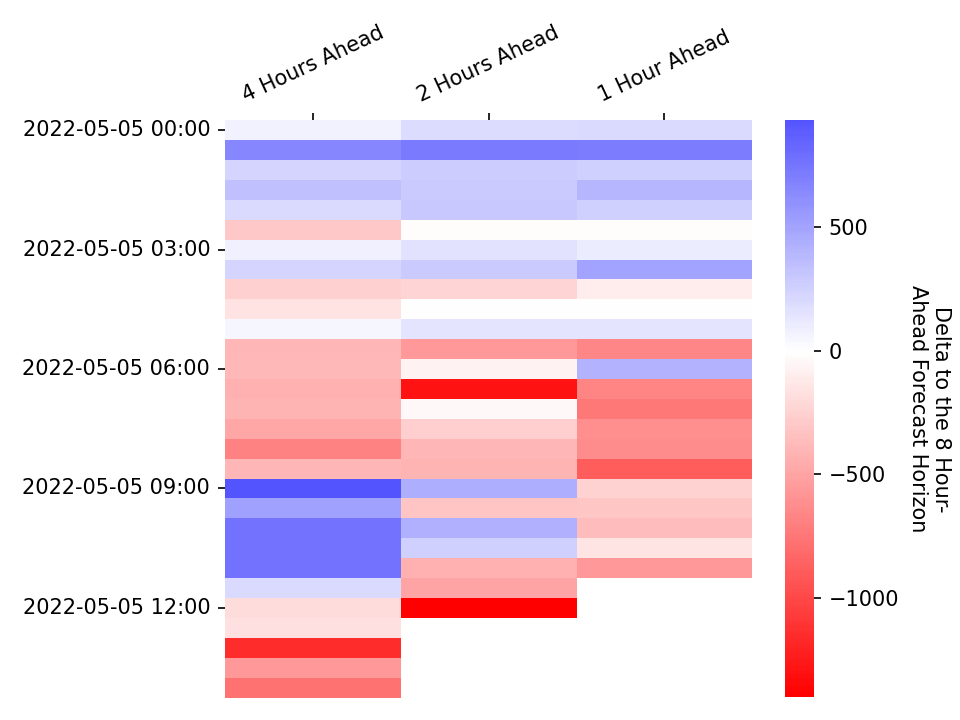 4 Hours Ahead
2 Hours Ahead
1 Hour Ahead
2022-05-05 00:00
2022-05-05 03:00
2022-05-05 06:00
2022-05-05 09:00
2022-05-05 12:00
500
0
−500
−1000
Delta to the 8 Hour-
Ahead Forecast Horizon